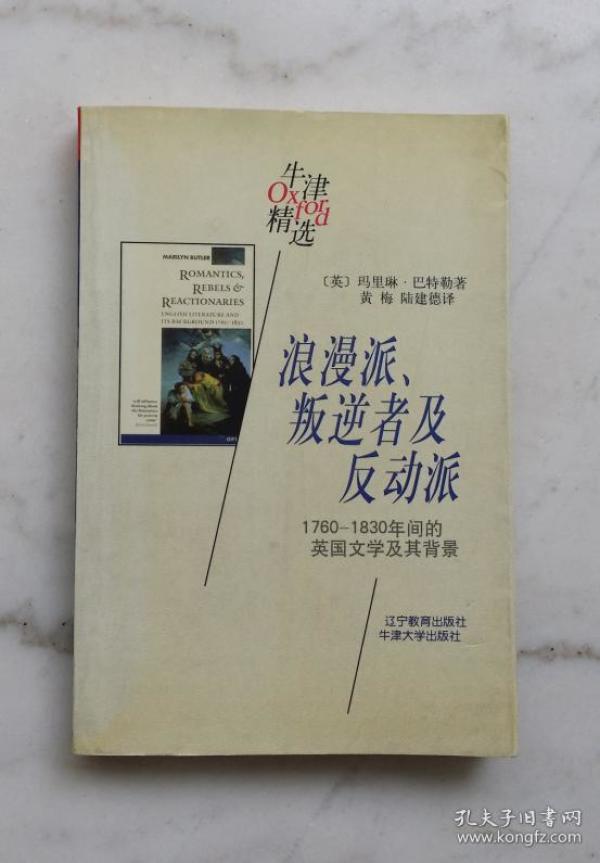 牛津
Oxford
精选
〔英〕玛里琳·巴特勒著
黄梅 陆建德译
MARILYN BUTLER
ROMANTICS,
REBELS &
REACTIONARIES
ENGLISH LITERATURE AND
ITS BACKGROUND 1760-1830
浪漫派、
叛逆者及
反动派
1760-1830年间的
英国文学及其背景
辽宁教育出版社
牛津大学出版社
孔夫子旧书网
www.kongfz.com